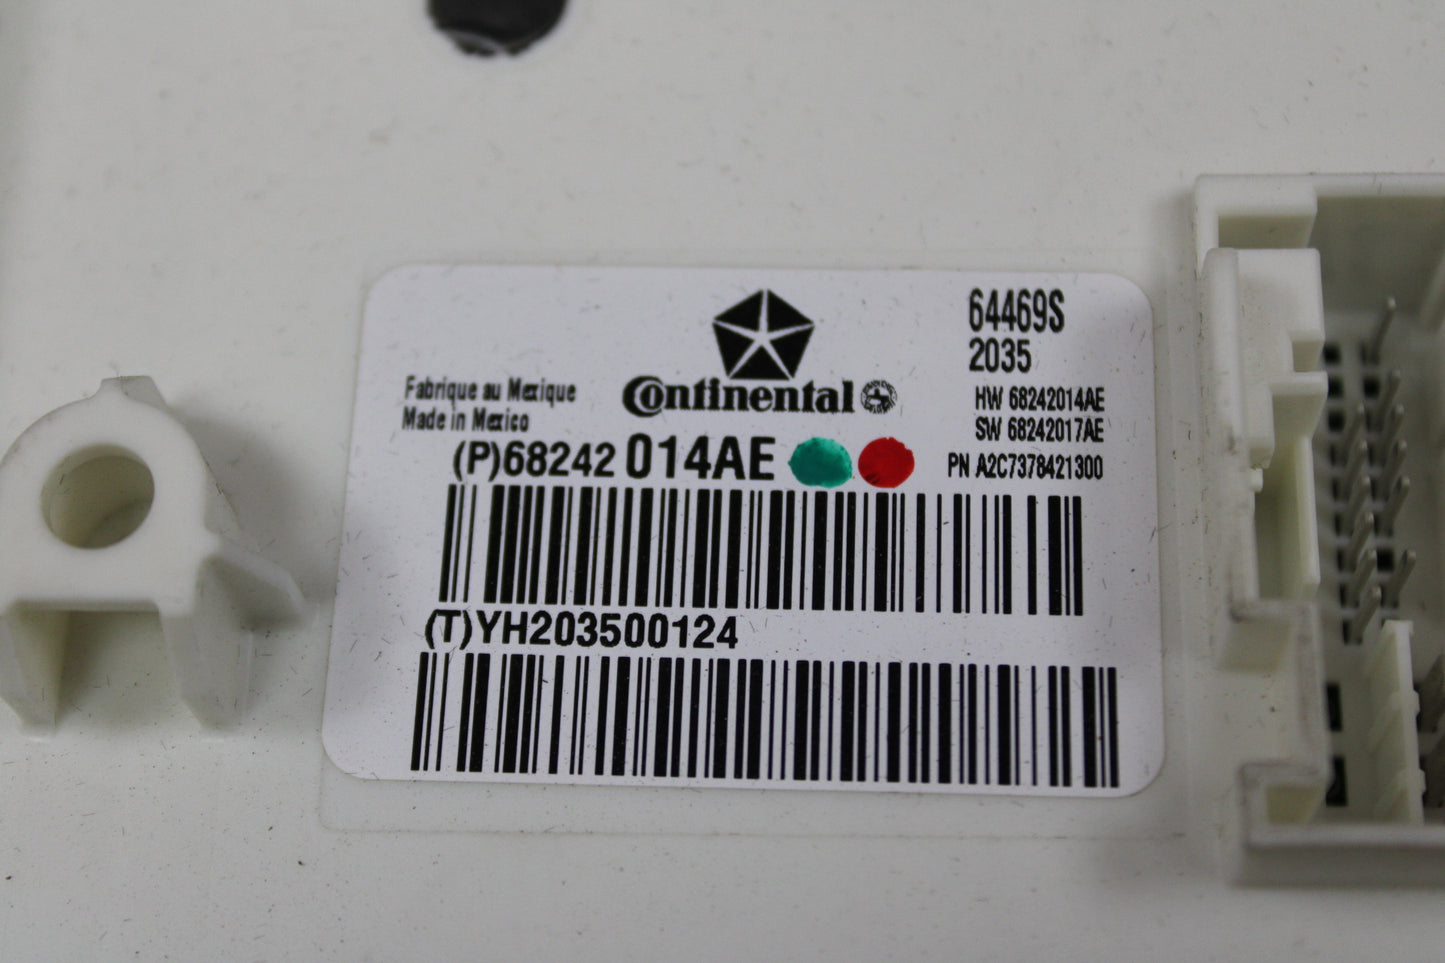 64469S
2035
Continental
Fabrique au Mexique
Made in Mexico
HW 68242014AE
SW 68242017AE
(P)68242 014AE
PN A2C7378421300
(T)YH203500124